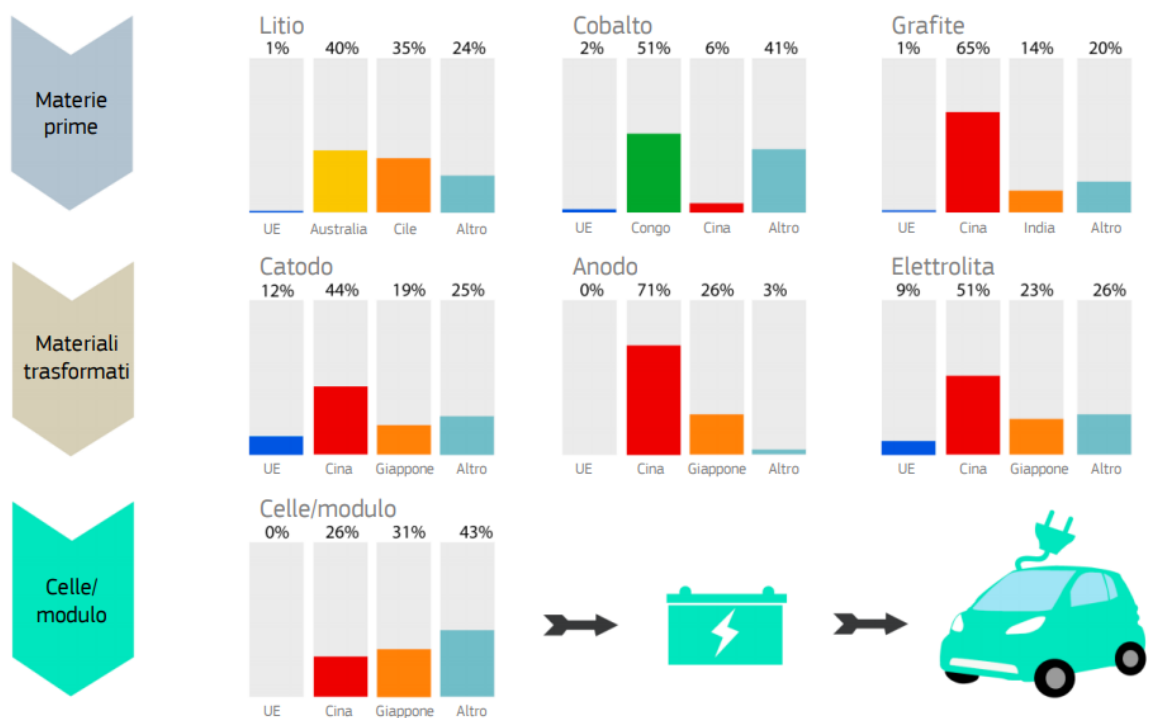 Materie
prime
Litio
1% 40% 35% 24%
UE Australia Cile Altro
Cobalto
2% 51% 6% 41%
UE Congo Cina Altro
Grafite
1% 65% 14% 20%
UE Cina India Altro
Materiali
trasformati
Catodo
12% 44% 19% 25%
UE Cina Giappone Altro
Anodo
0% 71% 26% 3%
UE Cina Giappone Altro
Elettrolita
9% 51% 23% 26%
UE Cina Giappone Altro
Celle/
modulo
Celle/modulo
0% 26% 31% 43%
UE Cina Giappone Altro